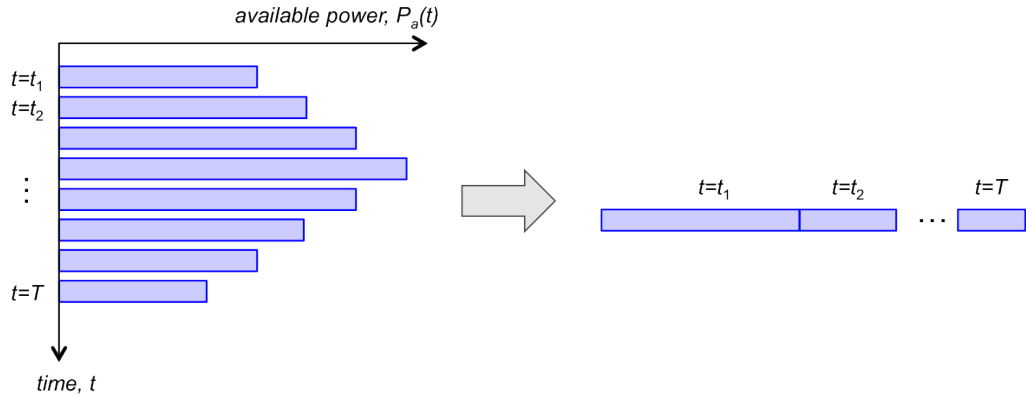 available power, Pₐ(t)
t=t₁
t=t₂
⋮
t=T
time, t
t=t₁
t=t₂
...
t=T